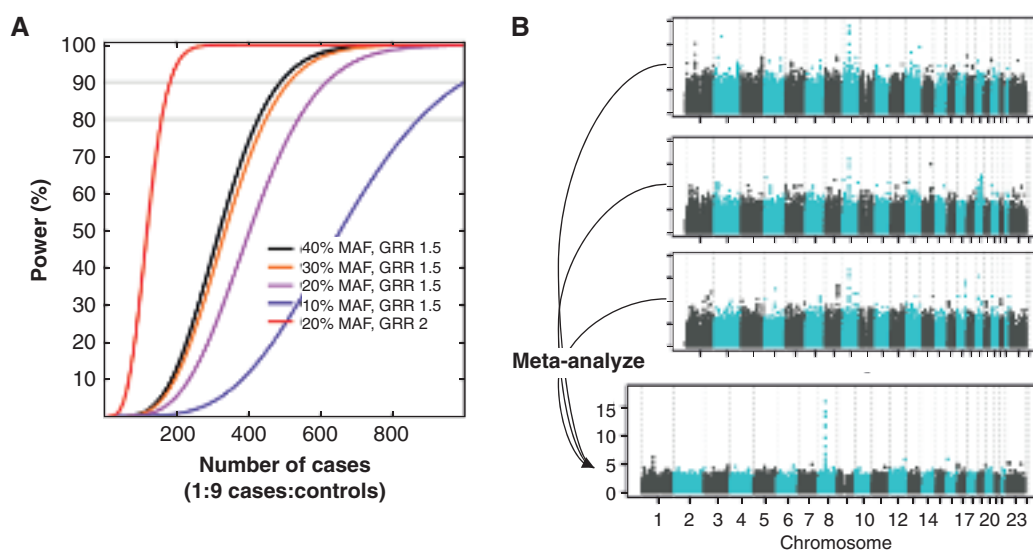 A
100
90
80
70
60
50
40
30
20
10
Power (%)
40% MAF, GRR 1.5
30% MAF, GRR 1.5
20% MAF, GRR 1.5
10% MAF, GRR 1.5
20% MAF, GRR 2
200 400 600 800
Number of cases
(1:9 cases:controls)
B
Meta-analyze
15
10
5
0
1 2 3 4 5 6 7 8 10 12 14 17 20 23
Chromosome